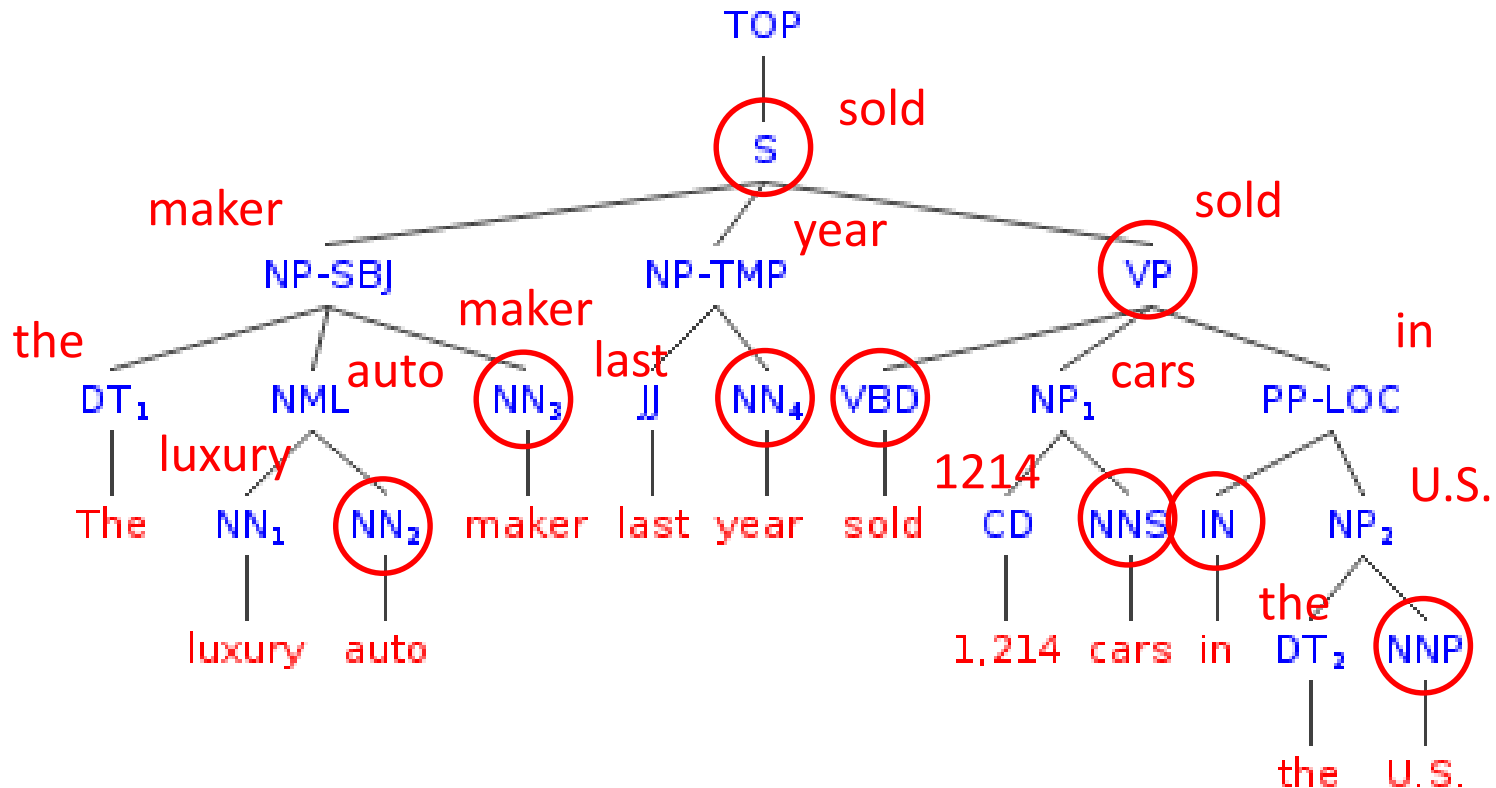 TOP
sold
S
maker year sold
NP-SBJ NP-TMP VP
the auto maker last cars in
DT₁ NML NN₃ JJ NN₄ VBD NP₁ PP-LOC
luxury 1214 U.S.
The NN₁ NN₂ maker last year sold CD NNS IN NP₂
the
luxury auto 1,214 cars in DT₂ NNP
the U.S.